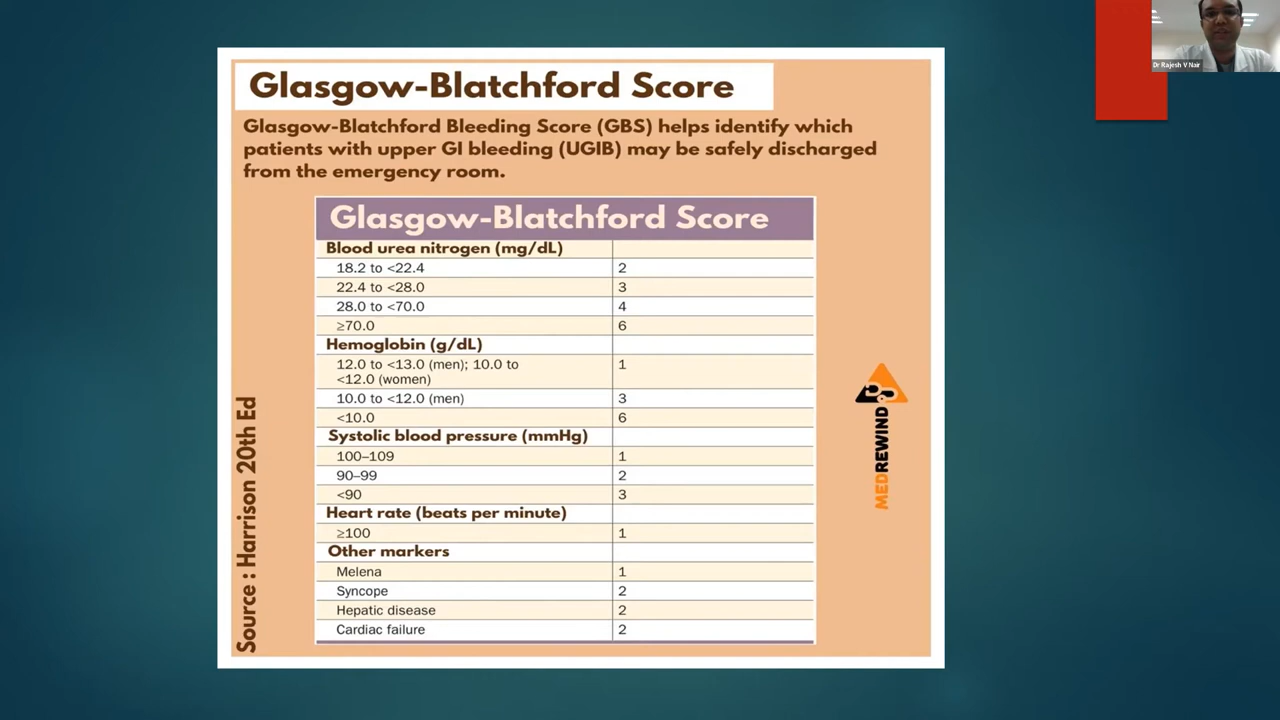 Dr Rajesh V Nair
Glasgow-Blatchford Score
Glasgow-Blatchford Bleeding Score (GBS) helps identify which
patients with upper GI bleeding (UGIB) may be safely discharged
from the emergency room.
Glasgow-Blatchford Score
Blood urea nitrogen (mg/dL)
18.2 to <22.4 2
22.4 to <28.0 3
28.0 to <70.0 4
≥70.0 6
Hemoglobin (g/dL)
12.0 to <13.0 (men); 10.0 to
<12.0 (women) 1
10.0 to <12.0 (men) 3
<10.0 6
Systolic blood pressure (mmHg)
100–109 1
90–99 2
<90 3
Heart rate (beats per minute)
≥100 1
Other markers
Melena 1
Syncope 2
Hepatic disease 2
Cardiac failure 2
Source : Harrison 20th Ed
MEDREWIND